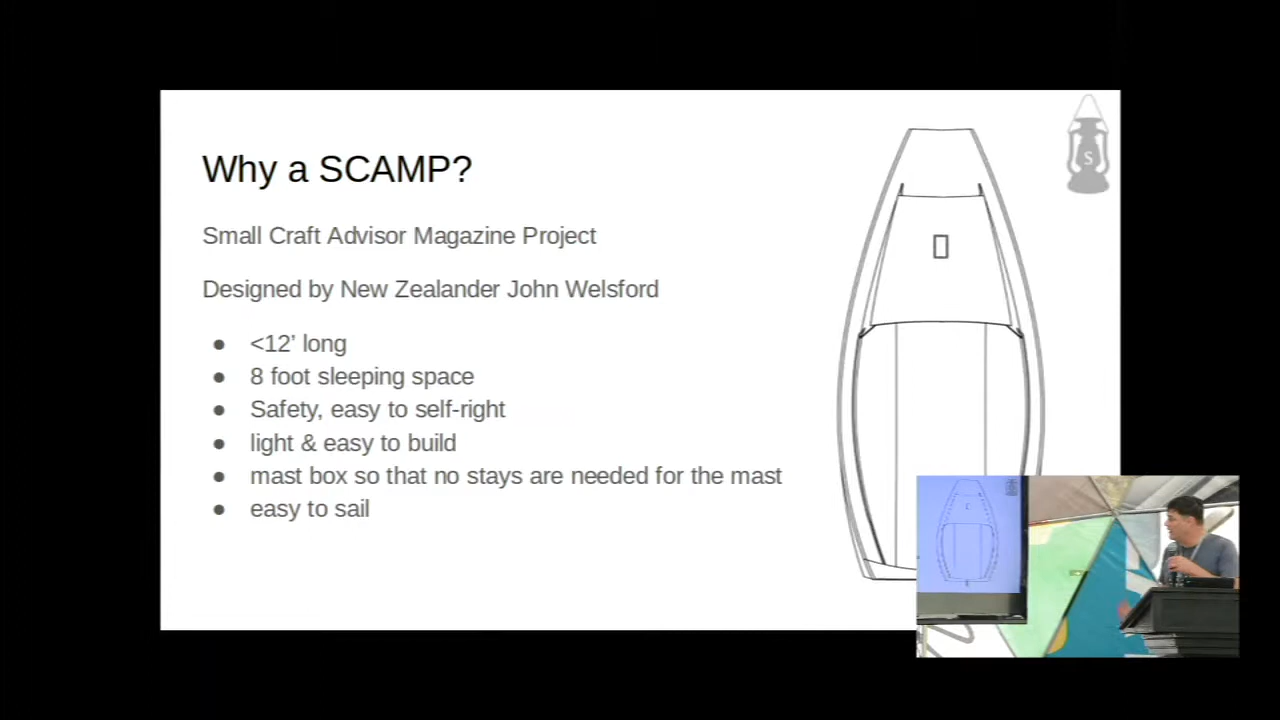 Why a SCAMP?
S
Small Craft Advisor Magazine Project
Designed by New Zealander John Welsford
● <12’ long
● 8 foot sleeping space
● Safety, easy to self-right
● light & easy to build
● mast box so that no stays are needed for the mast
● easy to sail